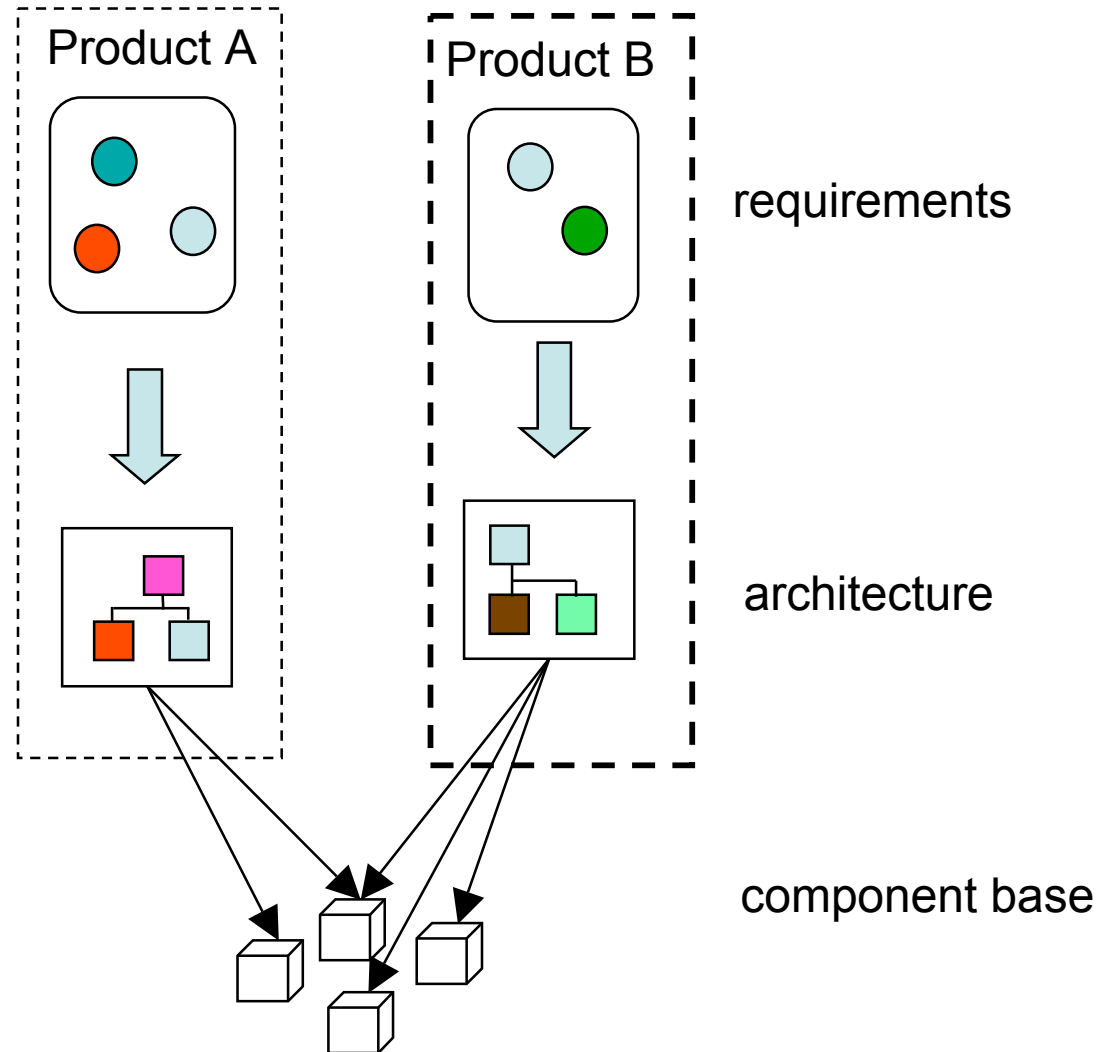 Product A
Product B
requirements
architecture
component base